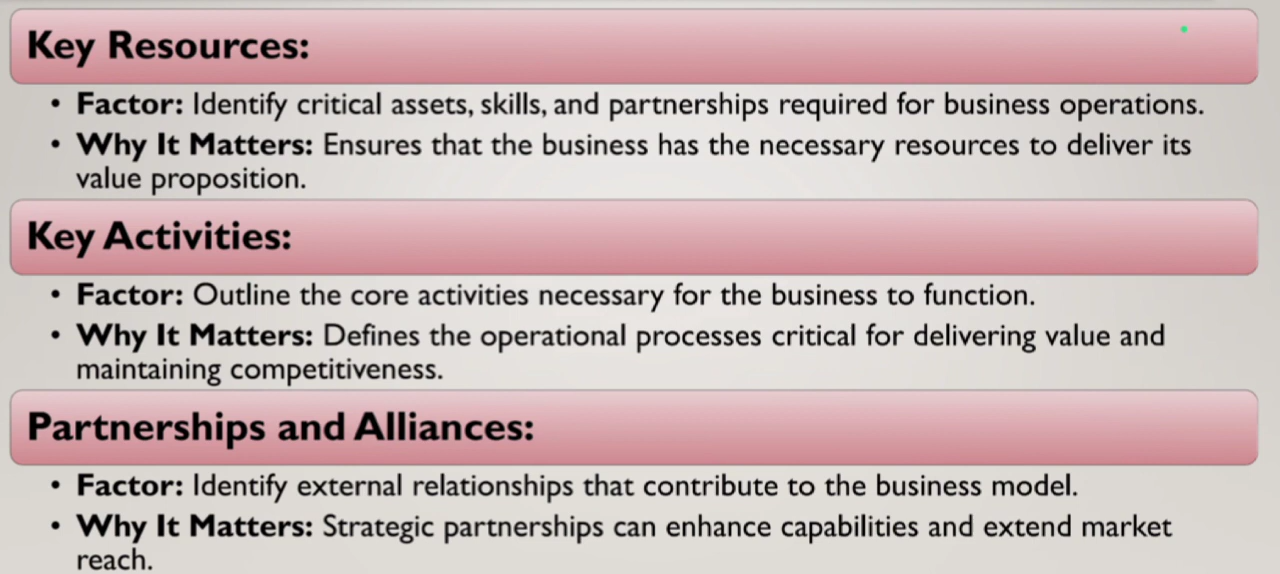 Key Resources:
• Factor: Identify critical assets, skills, and partnerships required for business operations.
• Why It Matters: Ensures that the business has the necessary resources to deliver its
value proposition.
Key Activities:
• Factor: Outline the core activities necessary for the business to function.
• Why It Matters: Defines the operational processes critical for delivering value and
maintaining competitiveness.
Partnerships and Alliances:
• Factor: Identify external relationships that contribute to the business model.
• Why It Matters: Strategic partnerships can enhance capabilities and extend market
reach.